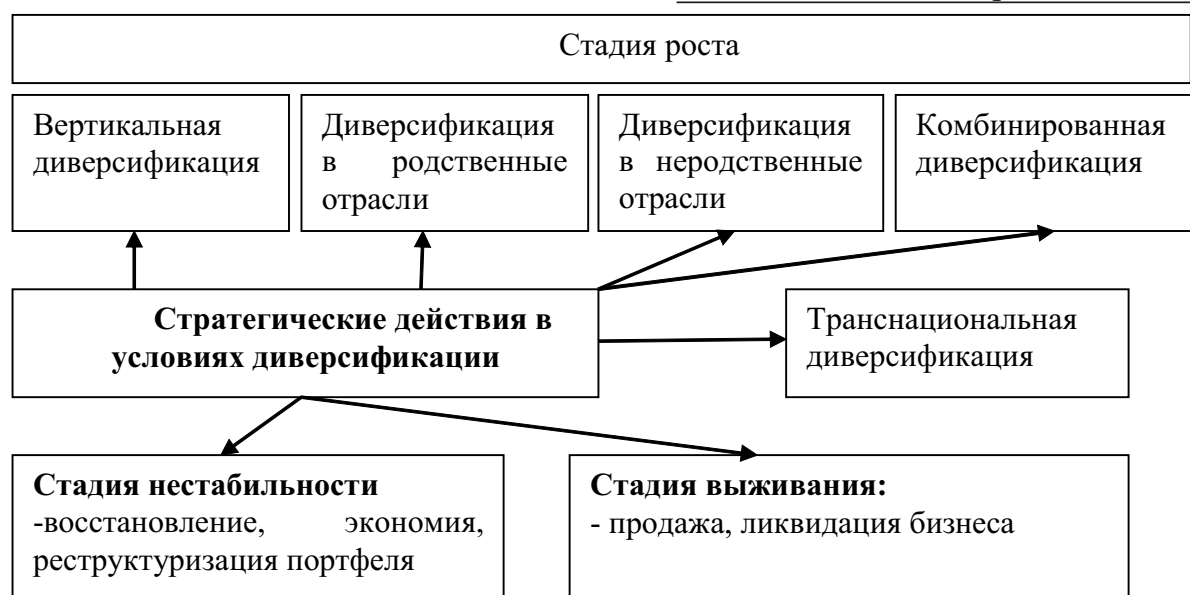 Стадия роста
Вертикальная
диверсификация
Диверсификация
в родственные
отрасли
Диверсификация
в неродственные
отрасли
Комбинированная
диверсификация
Стратегические действия в
условиях диверсификации
Транснациональная
диверсификация
Стадия нестабильности
-восстановление, экономия,
реструктуризация портфеля
Стадия выживания:
- продажа, ликвидация бизнеса